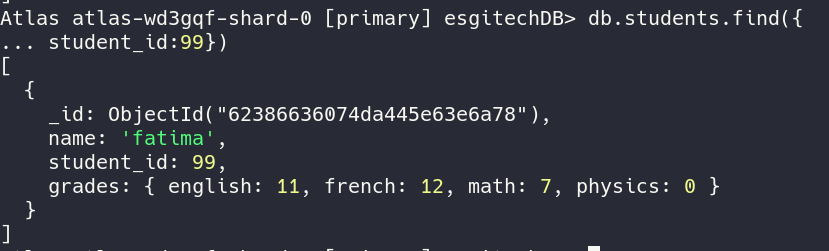 ]
Atlas atlas-wd3gqf-shard-0 [primary] esgitechDB> db.students.find({
... student_id:99})
[
  {
    _id: ObjectId("62386636074da445e63e6a78"),
    name: 'fatima',
    student_id: 99,
    grades: { english: 11, french: 12, math: 7, physics: 0 }
  }
]